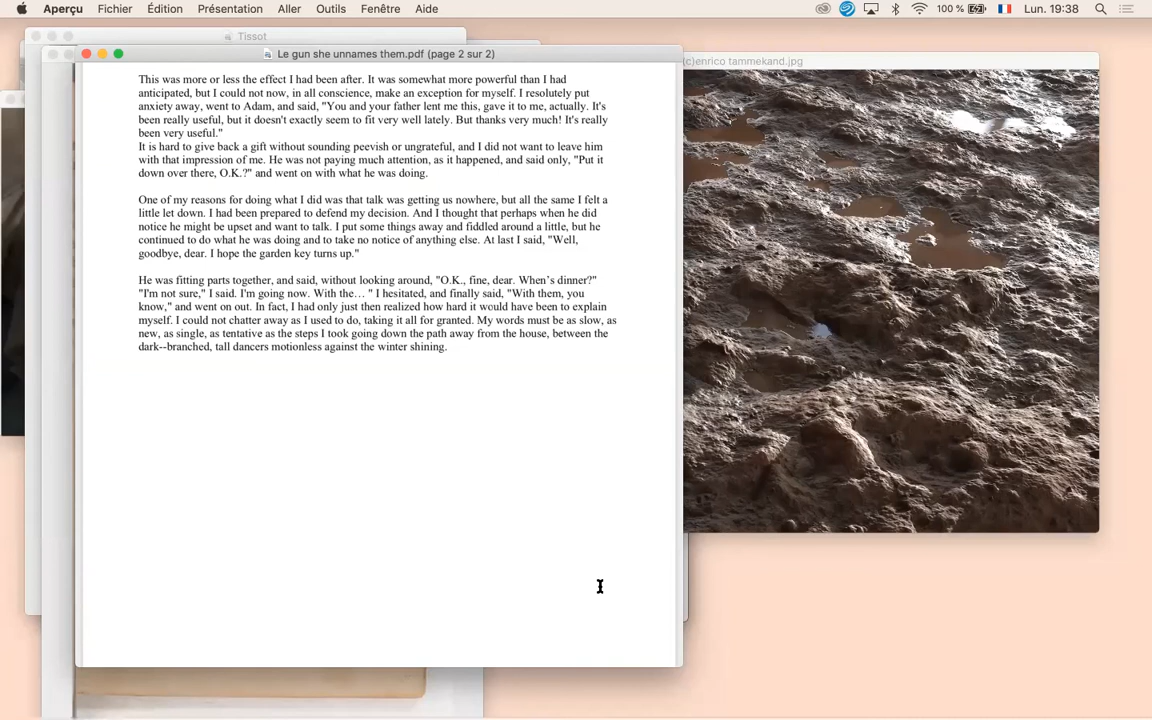 Aperçu Fichier Édition Présentation Aller Outils Fenêtre Aide 100 % Lun. 19:38
Tissot
Le gun she unnames them.pdf (page 2 sur 2)
(c)enrico tammekand.jpg
This was more or less the effect I had been after. It was somewhat more powerful than I had
anticipated, but I could not now, in all conscience, make an exception for myself. I resolutely put
anxiety away, went to Adam, and said, "You and your father lent me this, gave it to me, actually. It's
been really useful, but it doesn't exactly seem to fit very well lately. But thanks very much! It's really
been very useful."
It is hard to give back a gift without sounding peevish or ungrateful, and I did not want to leave him
with that impression of me. He was not paying much attention, as it happened, and said only, "Put it
down over there, O.K.?" and went on with what he was doing.
One of my reasons for doing what I did was that talk was getting us nowhere, but all the same I felt a
little let down. I had been prepared to defend my decision. And I thought that perhaps when he did
notice he might be upset and want to talk. I put some things away and fiddled around a little, but he
continued to do what he was doing and to take no notice of anything else. At last I said, "Well,
goodbye, dear. I hope the garden key turns up."
He was fitting parts together, and said, without looking around, "O.K., fine, dear. When’s dinner?"
"I'm not sure," I said. I'm going now. With the… " I hesitated, and finally said, "With them, you
know," and went on out. In fact, I had only just then realized how hard it would have been to explain
myself. I could not chatter away as I used to do, taking it all for granted. My words must be as slow, as
new, as single, as tentative as the steps I took going down the path away from the house, between the
dark--branched, tall dancers motionless against the winter shining.